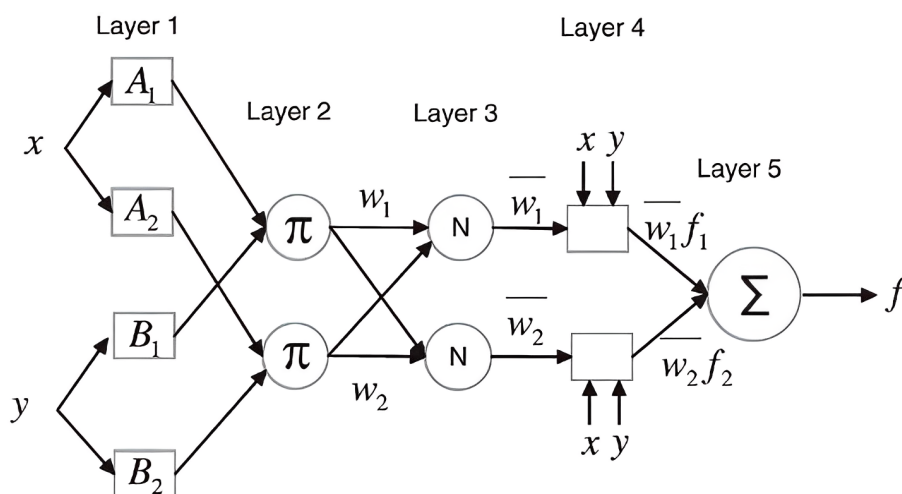 Layer 1
Layer 2
Layer 3
Layer 4
Layer 5
x
y
A₁
A₂
B₁
B₂
π
π
w₁
w₂
N
N
w̅₁
w̅₂
x y
x y
w̅₁f₁
w̅₂f₂
Σ
f